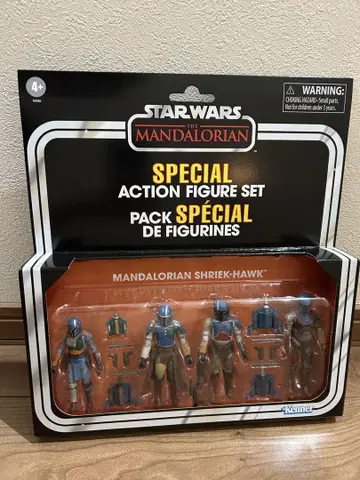 4+
WARNING:
CHOKING HAZARD–Small parts.
Not for children under 3 years.
STAR WARS
THE
MANDALORIAN
SPECIAL
ACTION FIGURE SET
PACK SPÉCIAL
DE FIGURINES
MANDALORIAN SHRIEK-HAWK
Kenner